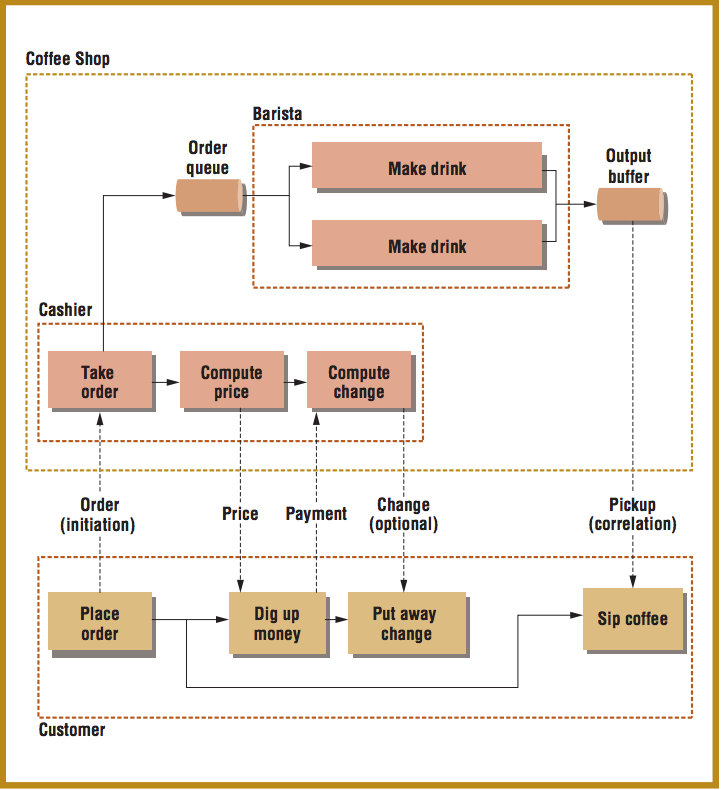 Coffee Shop
Barista
Order
queue
Make drink
Output
buffer
Make drink
Cashier
Take
order
Compute
price
Compute
change
Order
(initiation)
Price
Payment
Change
(optional)
Pickup
(correlation)
Place
order
Dig up
money
Put away
change
Sip coffee
Customer